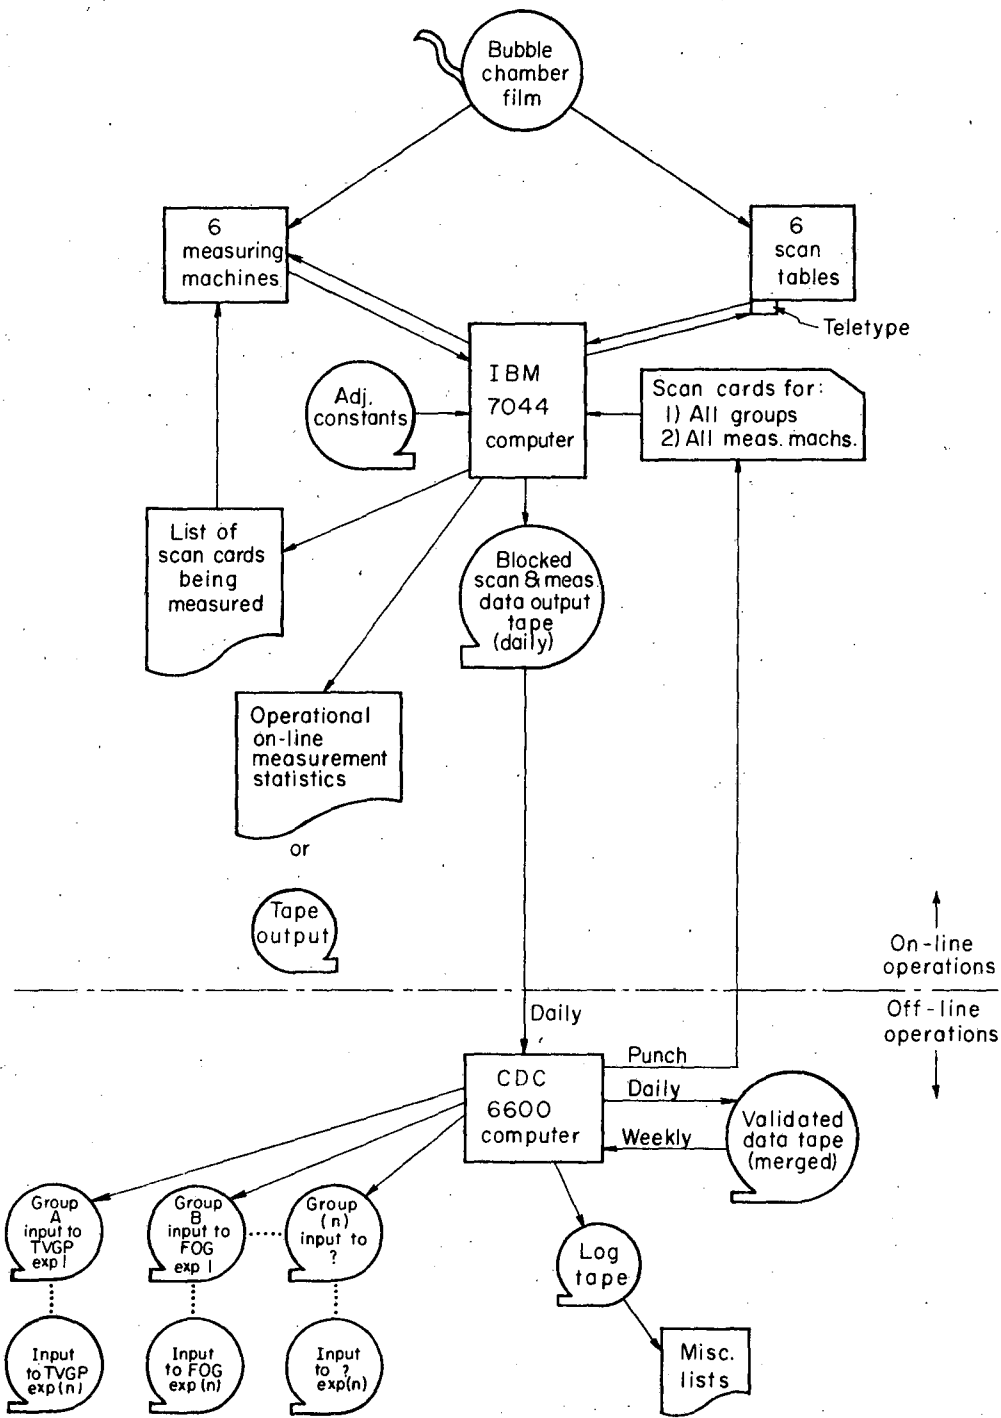 Bubble
chamber
film
6
measuring
machines
6
scan
tables
Teletype
IBM
7044
computer
Adj.
constants
Scan cards for:
1) All groups
2) All meas. machs.
List of
scan cards
being
measured
Blocked
scan & meas.
data output
tape
(daily)
Operational
on-line
measurement
statistics
or
Tape
output
On-line
operations
Off-line
operations
Daily
CDC
6600
computer
Punch
Daily
Weekly
Validated
data tape
(merged)
Group
A
input to
TVGP
exp 1
Group
B
input to
FOG
exp 1
Group
(n)
input to
?
Log
tape
Input
to TVGP
exp(n)
Input
to FOG
exp(n)
Input
to ?
exp(n)
Misc.
lists